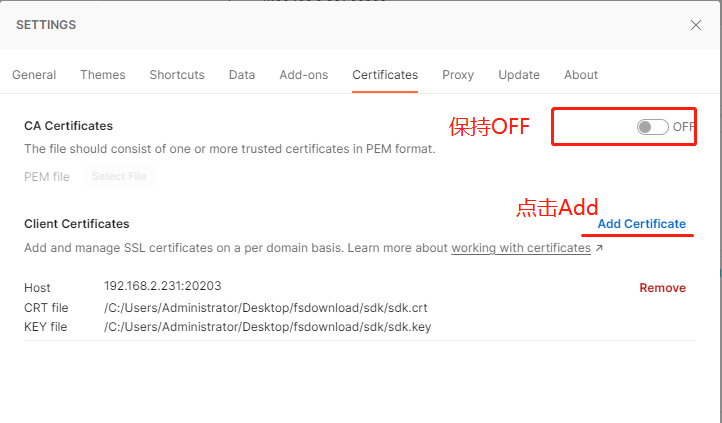 SETTINGS
General Themes Shortcuts Data Add-ons Certificates Proxy Update About
CA Certificates 保持OFF OFF
The file should consist of one or more trusted certificates in PEM format.
PEM file Select File
点击Add
Client Certificates Add Certificate
Add and manage SSL certificates on a per domain basis. Learn more about working with certificates ↗
Host 192.168.2.231:20203 Remove
CRT file /C:/Users/Administrator/Desktop/fsdownload/sdk/sdk.crt
KEY file /C:/Users/Administrator/Desktop/fsdownload/sdk/sdk.key